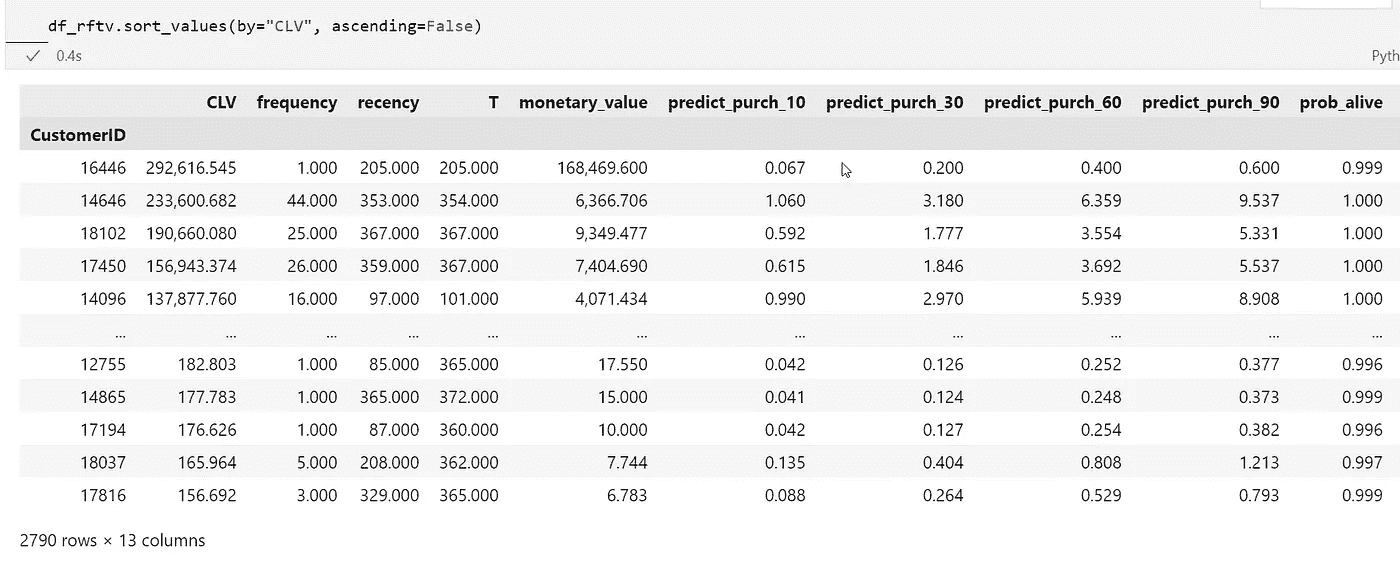 df_rftv.sort_values(by="CLV", ascending=False)
0.4s Pyth
CLV frequency recency T monetary_value predict_purch_10 predict_purch_30 predict_purch_60 predict_purch_90 prob_alive
CustomerID
16446 292,616.545 1.000 205.000 205.000 168,469.600 0.067 0.200 0.400 0.600 0.999
14646 233,600.682 44.000 353.000 354.000 6,366.706 1.060 3.180 6.359 9.537 1.000
18102 190,660.080 25.000 367.000 367.000 9,349.477 0.592 1.777 3.554 5.331 1.000
17450 156,943.374 26.000 359.000 367.000 7,404.690 0.615 1.846 3.692 5.537 1.000
14096 137,877.760 16.000 97.000 101.000 4,071.434 0.990 2.970 5.939 8.908 1.000
... ... ... ... ... ... ... ... ... ... ...
12755 182.803 1.000 85.000 365.000 17.550 0.042 0.126 0.252 0.377 0.996
14865 177.783 1.000 365.000 372.000 15.000 0.041 0.124 0.248 0.373 0.999
17194 176.626 1.000 87.000 360.000 10.000 0.042 0.127 0.254 0.382 0.996
18037 165.964 5.000 208.000 362.000 7.744 0.135 0.404 0.808 1.213 0.997
17816 156.692 3.000 329.000 365.000 6.783 0.088 0.264 0.529 0.793 0.999
2790 rows × 13 columns